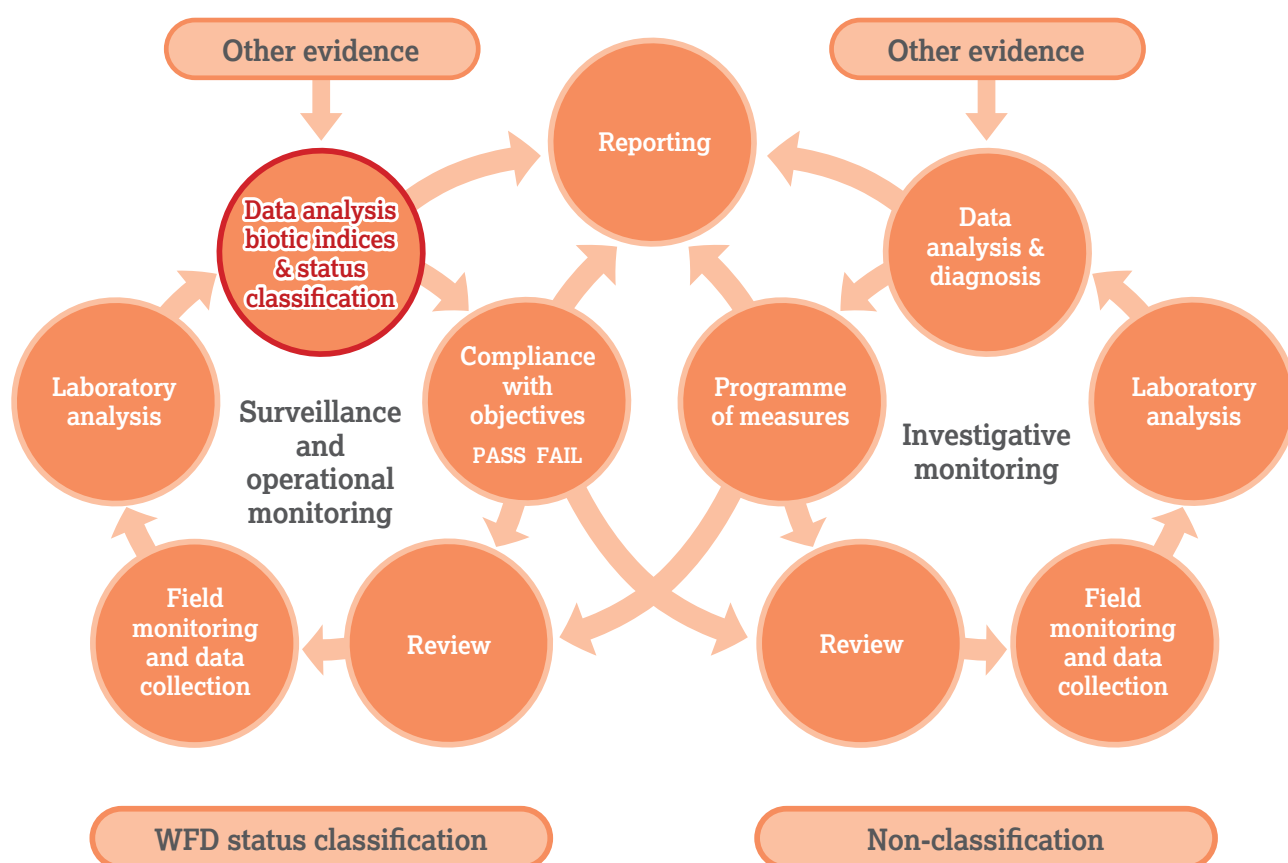 Other evidence
Other evidence
Reporting
Data analysis
biotic indices
& status
classification
Data
analysis &
diagnosis
Laboratory
analysis
Surveillance
and
operational
monitoring
Compliance
with
objectives
PASS FAIL
Programme
of measures
Investigative
monitoring
Laboratory
analysis
Field
monitoring
and data
collection
Review
Review
Field
monitoring
and data
collection
WFD status classification
Non-classification